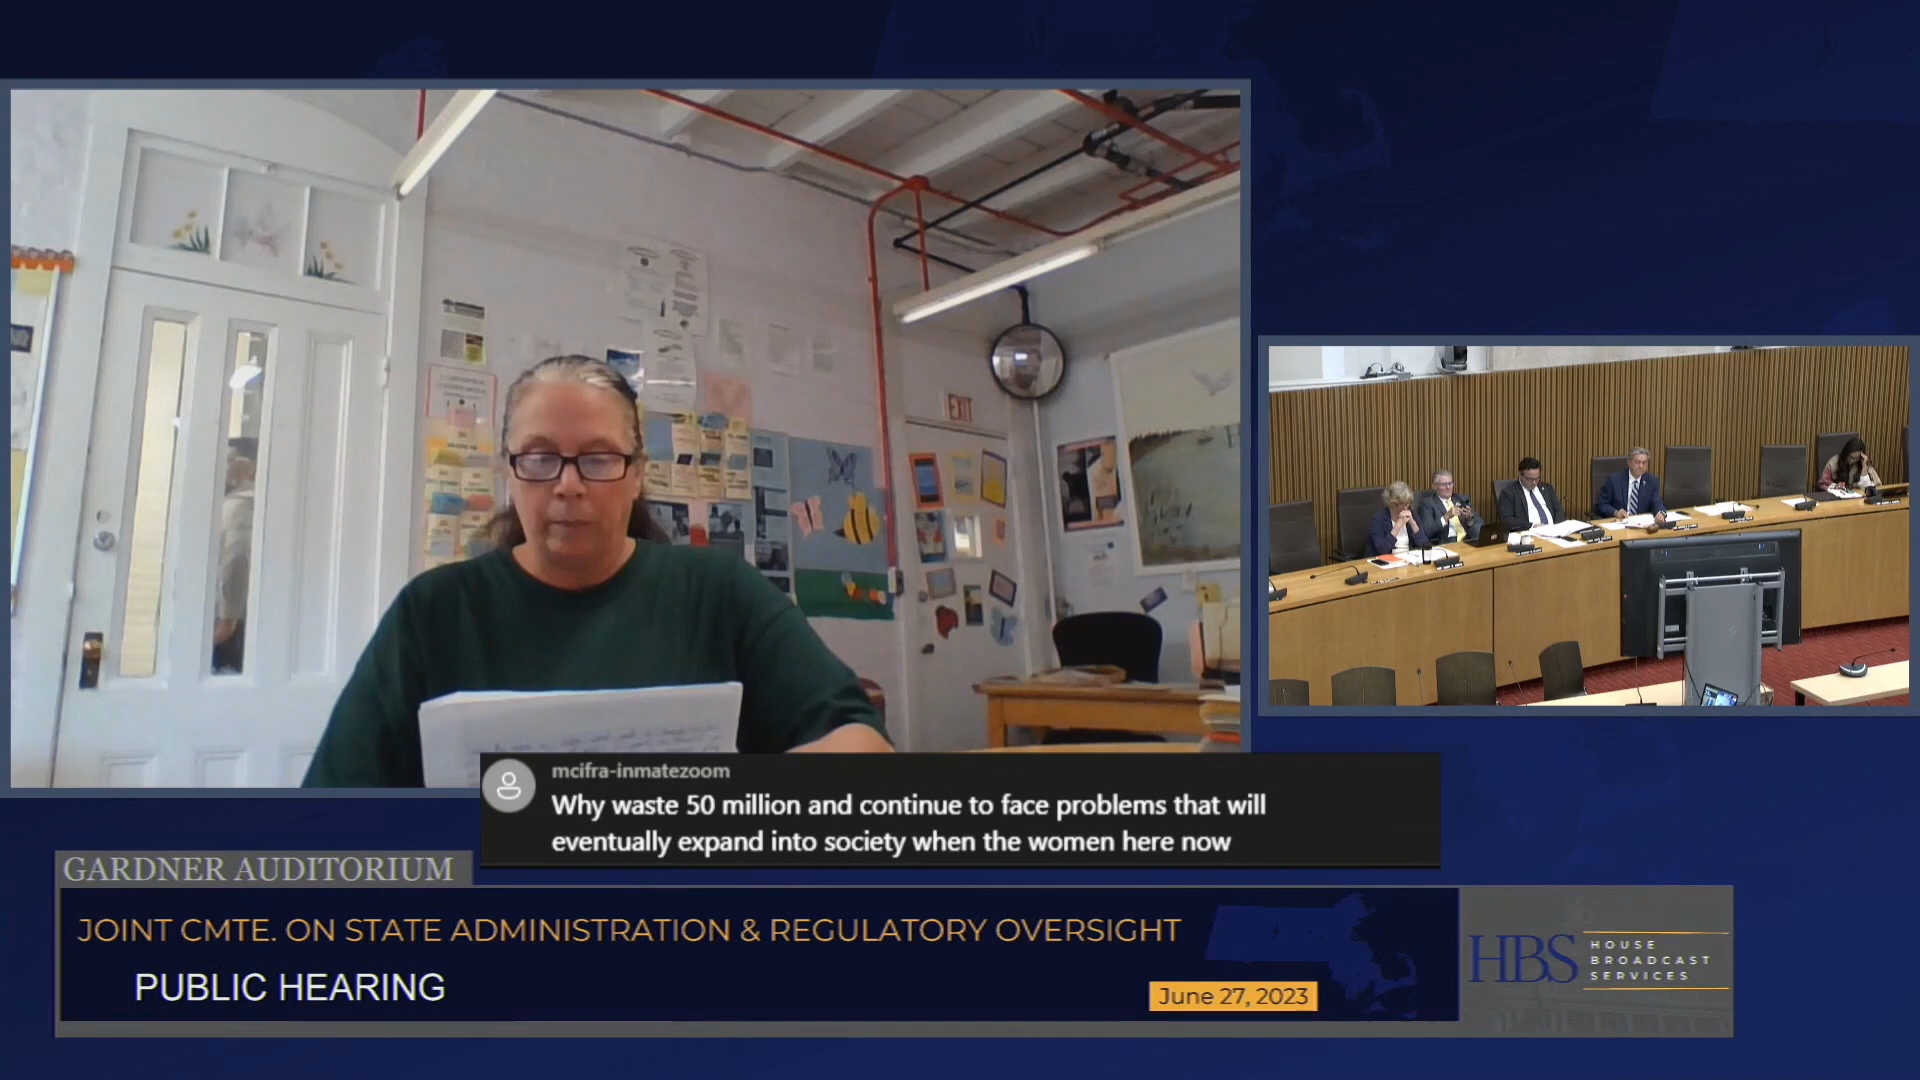 EXIT
mcifra-inmatezoom
Why waste 50 million and continue to face problems that will
eventually expand into society when the women here now
GARDNER AUDITORIUM
JOINT CMTE. ON STATE ADMINISTRATION & REGULATORY OVERSIGHT
PUBLIC HEARING
June 27, 2023
HBS
HOUSE
BROADCAST
SERVICES